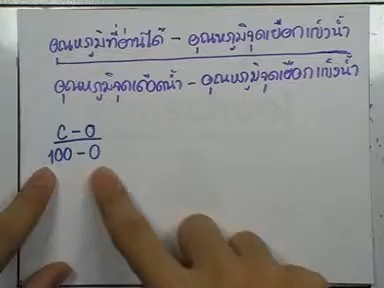 อุณหภูมิที่อ่านได้ - อุณหภูมิจุดเยือกแข็งน้ำ
อุณหภูมิจุดเดือดน้ำ - อุณหภูมิจุดเยือกแข็งน้ำ
C - 0
100 - 0